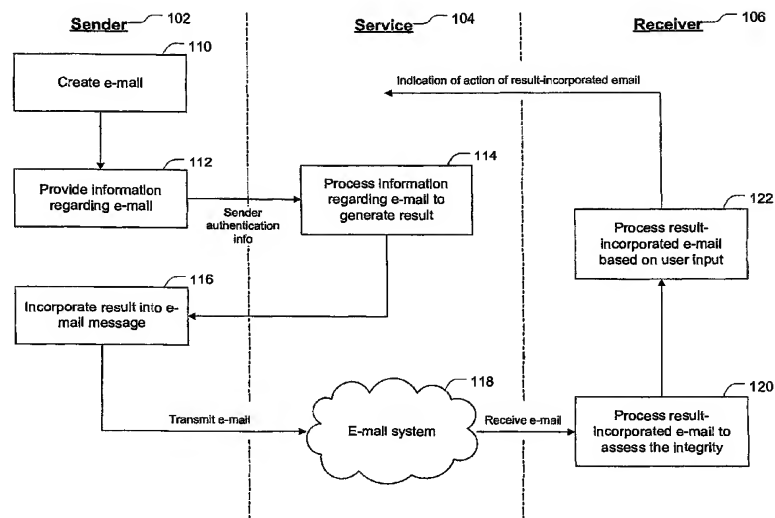 Sender 102
Service 104
Receiver 106
110
Create e-mail
Indication of action of result-incorporated email
112
Provide information
regarding e-mail
Sender
authentication
info
114
Process information
regarding e-mail to
generate result
122
Process result-
incorporated e-mail
based on user input
116
Incorporate result into e-
mail message
118
Transmit e-mail
E-mail system
Receive e-mail
120
Process result-
incorporated e-mail to
assess the integrity